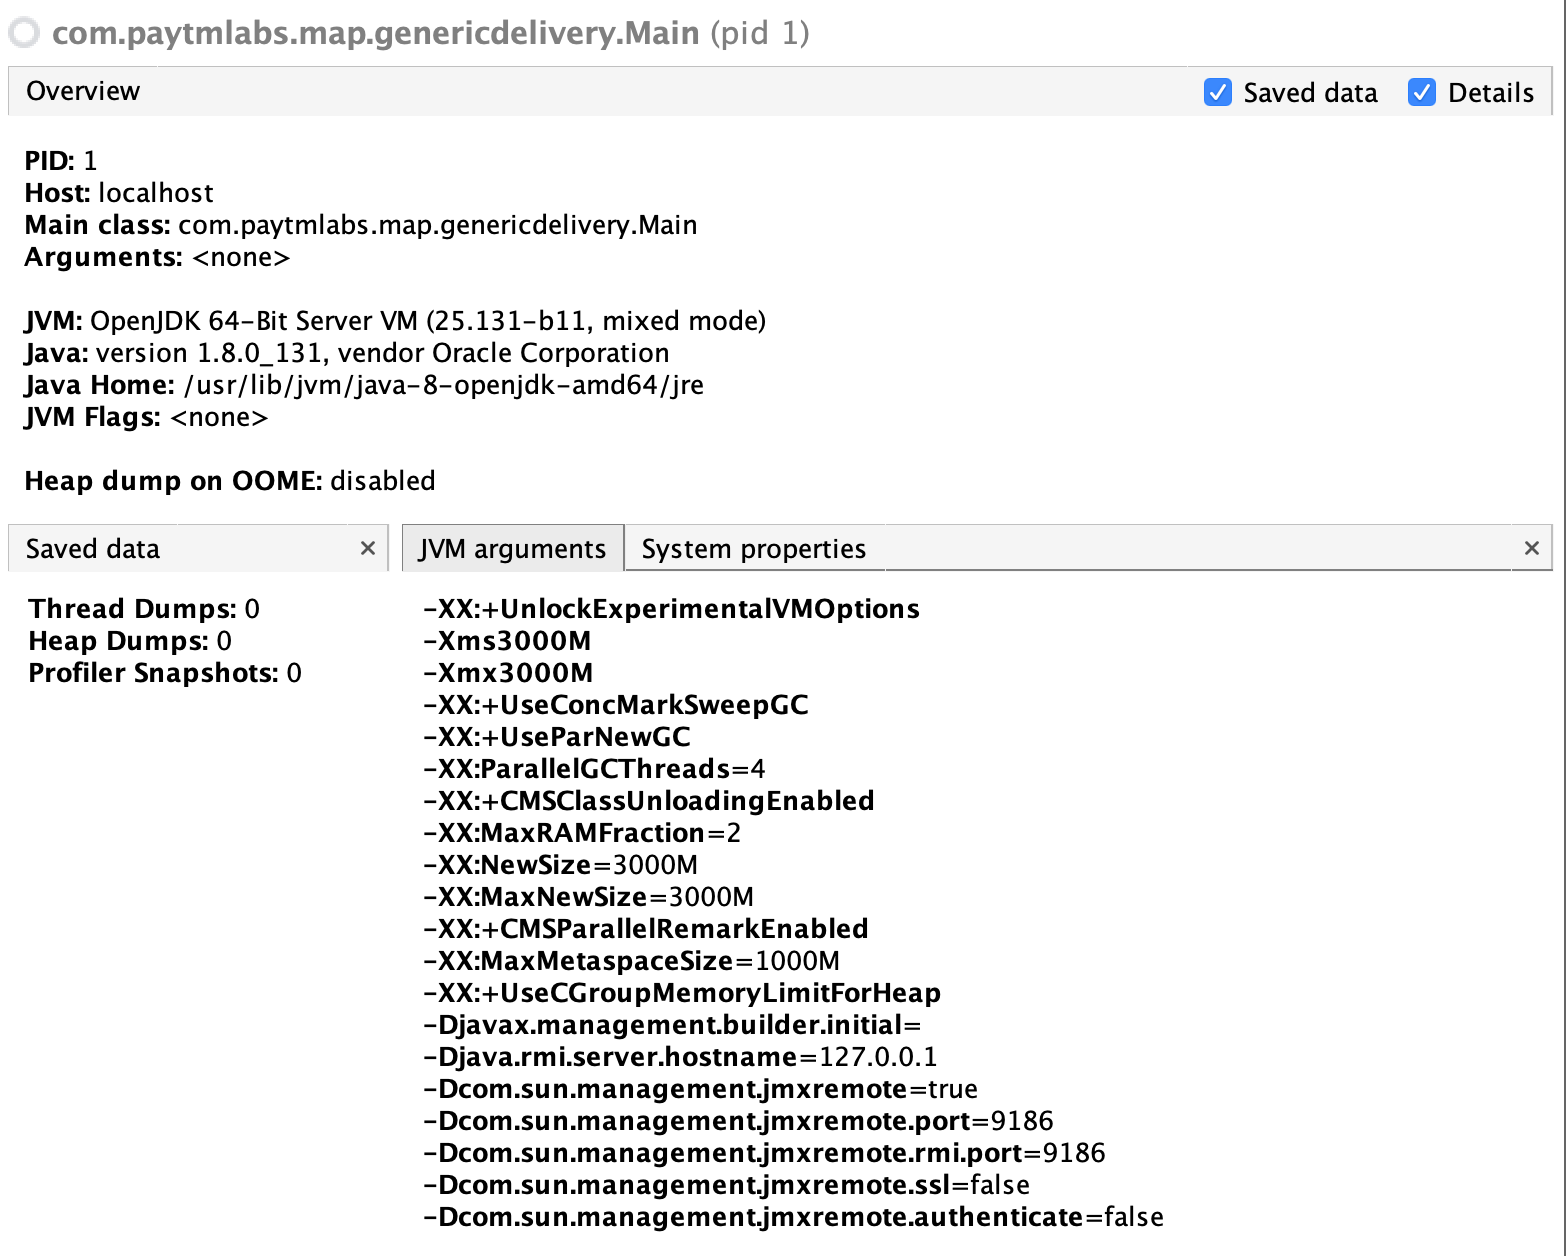 com.paytmlabs.map.genericdelivery.Main (pid 1)
Overview
Saved data
Details
PID: 1
Host: localhost
Main class: com.paytmlabs.map.genericdelivery.Main
Arguments: <none>
JVM: OpenJDK 64-Bit Server VM (25.131-b11, mixed mode)
Java: version 1.8.0_131, vendor Oracle Corporation
Java Home: /usr/lib/jvm/java-8-openjdk-amd64/jre
JVM Flags: <none>
Heap dump on OOME: disabled
Saved data
Thread Dumps: 0
Heap Dumps: 0
Profiler Snapshots: 0
JVM arguments
System properties
-XX:+UnlockExperimentalVMOptions
-Xms3000M
-Xmx3000M
-XX:+UseConcMarkSweepGC
-XX:+UseParNewGC
-XX:ParallelGCThreads=4
-XX:+CMSClassUnloadingEnabled
-XX:MaxRAMFraction=2
-XX:NewSize=3000M
-XX:MaxNewSize=3000M
-XX:+CMSParallelRemarkEnabled
-XX:MaxMetaspaceSize=1000M
-XX:+UseCGroupMemoryLimitForHeap
-Djavax.management.builder.initial=
-Djava.rmi.server.hostname=127.0.0.1
-Dcom.sun.management.jmxremote=true
-Dcom.sun.management.jmxremote.port=9186
-Dcom.sun.management.jmxremote.rmi.port=9186
-Dcom.sun.management.jmxremote.ssl=false
-Dcom.sun.management.jmxremote.authenticate=false